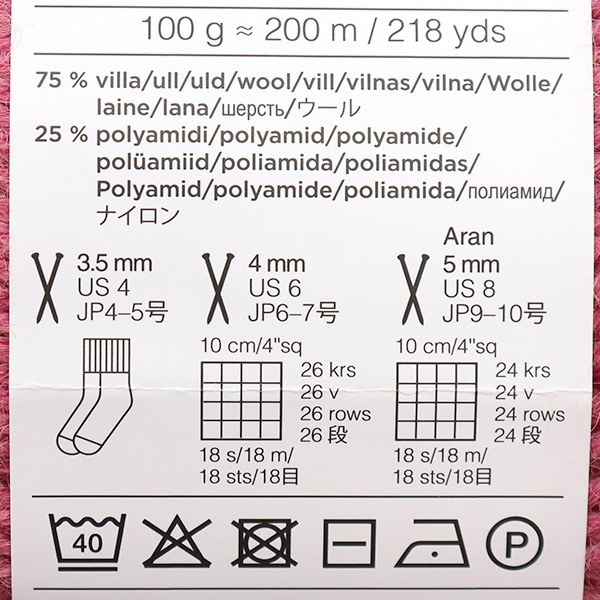 100 g ≈ 200 m / 218 yds
75 % villa/ull/uld/wool/vill/vilnas/vilna/Wolle/
laine/lana/шерсть/ウール
25 % polyamidi/polyamid/polyamide/
polüamiid/poliamida/poliamidas/
Polyamid/polyamide/poliamida/полиамид/
ナイロン
3.5 mm
US 4
JP4–5号
4 mm
US 6
JP6–7号
Aran
5 mm
US 8
JP9–10号
10 cm/4"sq
26 krs
26 v
26 rows
26 段
18 s/18 m/
18 sts/18目
10 cm/4"sq
24 krs
24 v
24 rows
24 段
18 s/18 m/
18 sts/18目
40
P